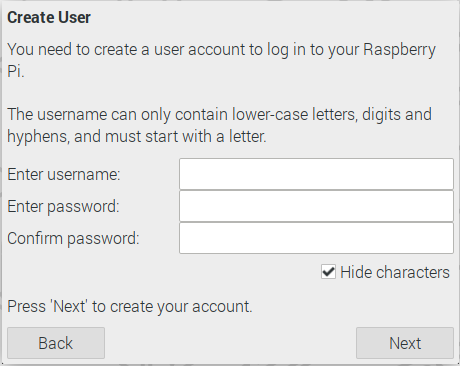 Create User
You need to create a user account to log in to your Raspberry
Pi.
The username can only contain lower-case letters, digits and
hyphens, and must start with a letter.
Enter username:
Enter password:
Confirm password:
Hide characters
Press 'Next' to create your account.
Back
Next